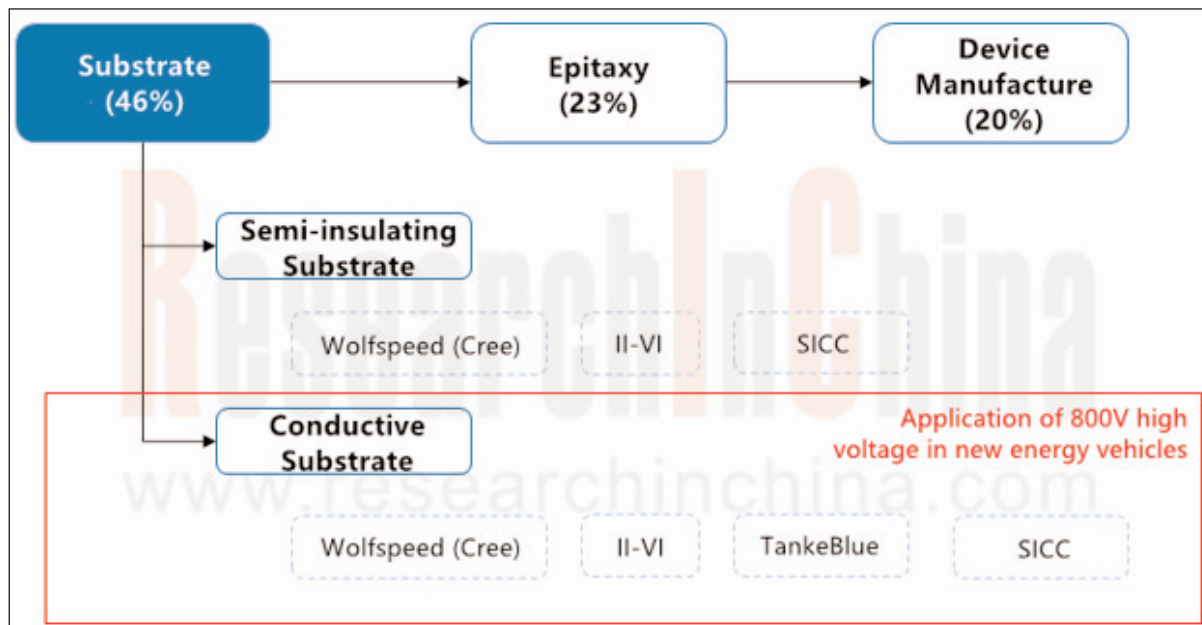 Substrate
(46%)
Epitaxy
(23%)
Device
Manufacture
(20%)
Semi-insulating
Substrate
Wolfspeed (Cree)
II-VI
SICC
Conductive
Substrate
Application of 800V high
voltage in new energy vehicles
Wolfspeed (Cree)
II-VI
TankeBlue
SICC
ResearchInChina
www.researchinchina.com